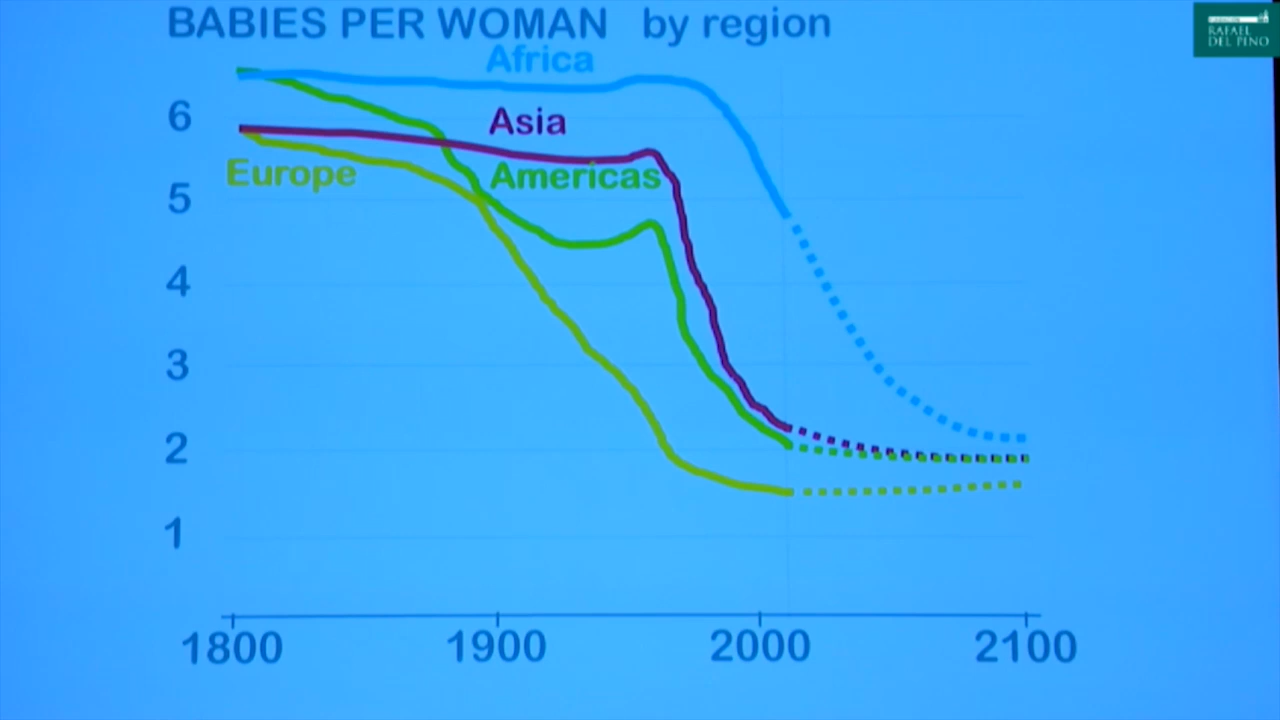 BABIES PER WOMAN by region
RAFAEL
DEL PINO
Africa
6
Asia
Europe
Americas
5
4
3
2
1
1800 1900 2000 2100